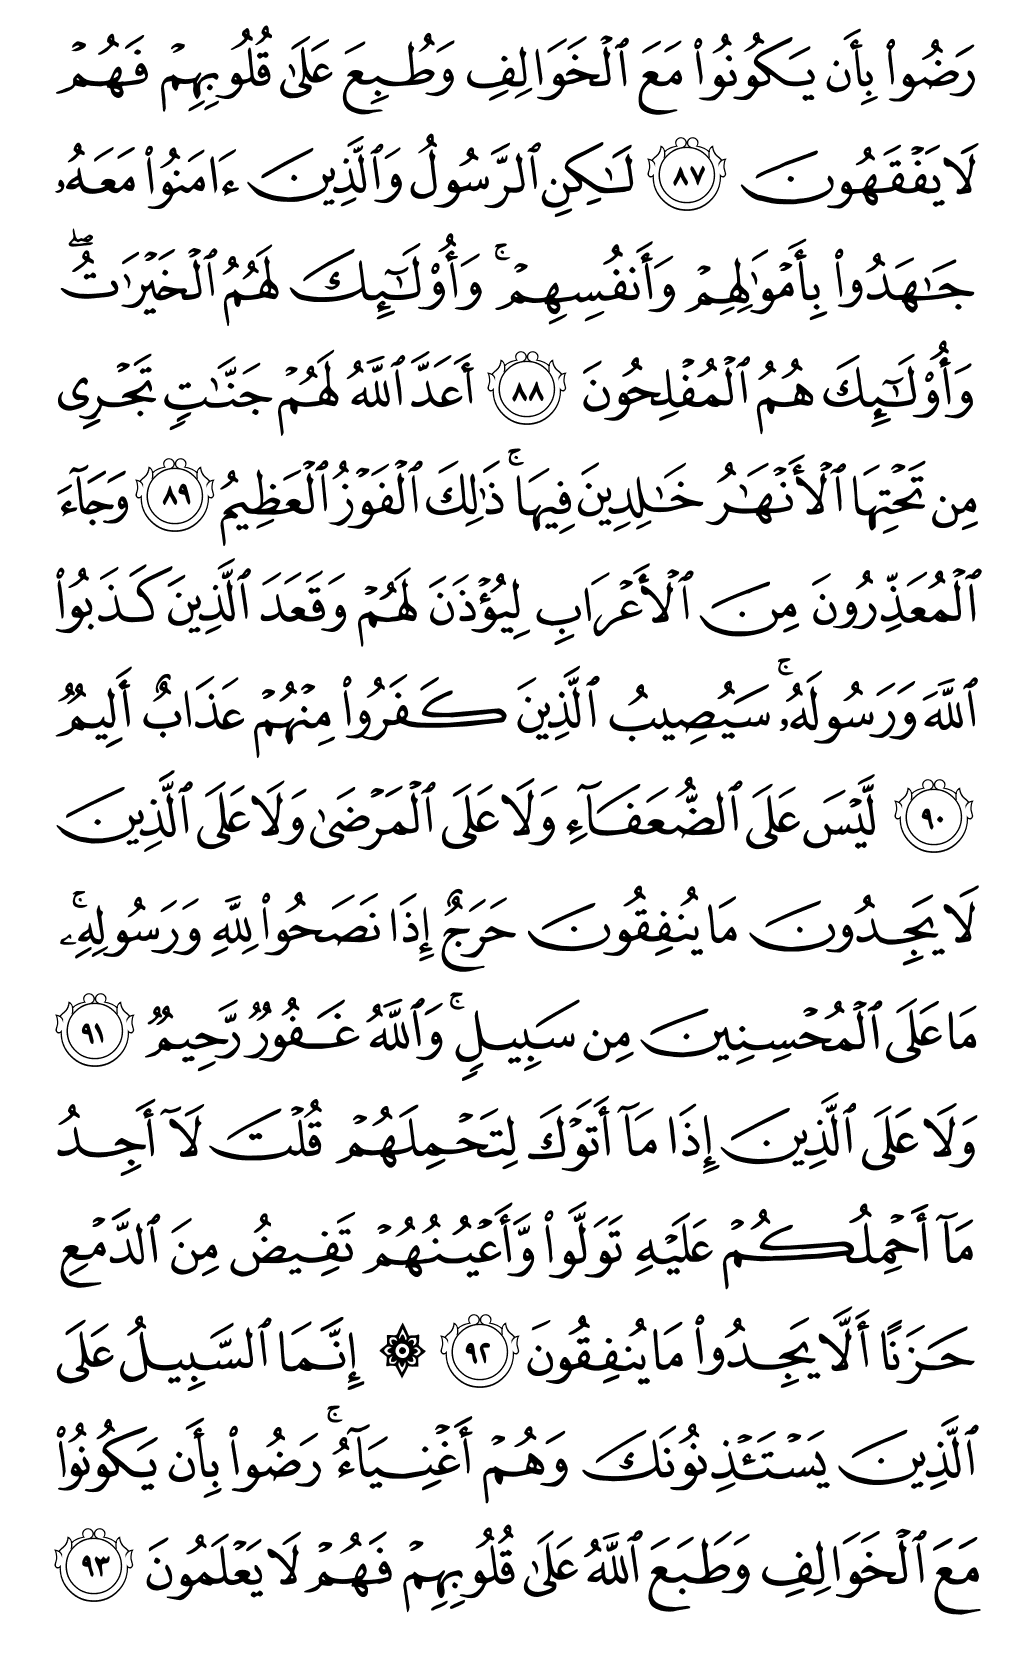 رَضُوا۟ بِأَن يَكُونُوا۟ مَعَ ٱلْخَوَالِفِ وَطُبِعَ عَلَىٰ قُلُوبِهِمْ فَهُمْ
لَا يَفْقَهُونَ ٨٧ لَـٰكِنِ ٱلرَّسُولُ وَٱلَّذِينَ ءَامَنُوا۟ مَعَهُۥ
جَـٰهَدُوا۟ بِأَمْوَٰلِهِمْ وَأَنفُسِهِمْ ۚ وَأُو۟لَـٰٓئِكَ لَهُمُ ٱلْخَيْرَٰتُ ۖ
وَأُو۟لَـٰٓئِكَ هُمُ ٱلْمُفْلِحُونَ ٨٨ أَعَدَّ ٱللَّهُ لَهُمْ جَنَّـٰتٍ تَجْرِى
مِن تَحْتِهَا ٱلْأَنْهَـٰرُ خَـٰلِدِينَ فِيهَا ۚ ذَٰلِكَ ٱلْفَوْزُ ٱلْعَظِيمُ ٨٩ وَجَآءَ
ٱلْمُعَذِّرُونَ مِنَ ٱلْأَعْرَابِ لِيُؤْذَنَ لَهُمْ وَقَعَدَ ٱلَّذِينَ كَذَبُوا۟
ٱللَّهَ وَرَسُولَهُۥ ۚ سَيُصِيبُ ٱلَّذِينَ كَفَرُوا۟ مِنْهُمْ عَذَابٌ أَلِيمٌ
٩٠ لَّيْسَ عَلَى ٱلضُّعَفَآءِ وَلَا عَلَى ٱلْمَرْضَىٰ وَلَا عَلَى ٱلَّذِينَ
لَا يَجِدُونَ مَا يُنفِقُونَ حَرَجٌ إِذَا نَصَحُوا۟ لِلَّهِ وَرَسُولِهِۦ ۚ
مَا عَلَى ٱلْمُحْسِنِينَ مِن سَبِيلٍ ۚ وَٱللَّهُ غَفُورٌ رَّحِيمٌ ٩١
وَلَا عَلَى ٱلَّذِينَ إِذَا مَآ أَتَوْكَ لِتَحْمِلَهُمْ قُلْتَ لَآ أَجِدُ
مَآ أَحْمِلُكُمْ عَلَيْهِ تَوَلَّوا۟ وَّأَعْيُنُهُمْ تَفِيضُ مِنَ ٱلدَّمْعِ
حَزَنًا أَلَّا يَجِدُوا۟ مَا يُنفِقُونَ ٩٢ ۞ إِنَّمَا ٱلسَّبِيلُ عَلَى
ٱلَّذِينَ يَسْتَـْٔذِنُونَكَ وَهُمْ أَغْنِيَآءُ ۚ رَضُوا۟ بِأَن يَكُونُوا۟
مَعَ ٱلْخَوَالِفِ وَطَبَعَ ٱللَّهُ عَلَىٰ قُلُوبِهِمْ فَهُمْ لَا يَعْلَمُونَ ٩٣